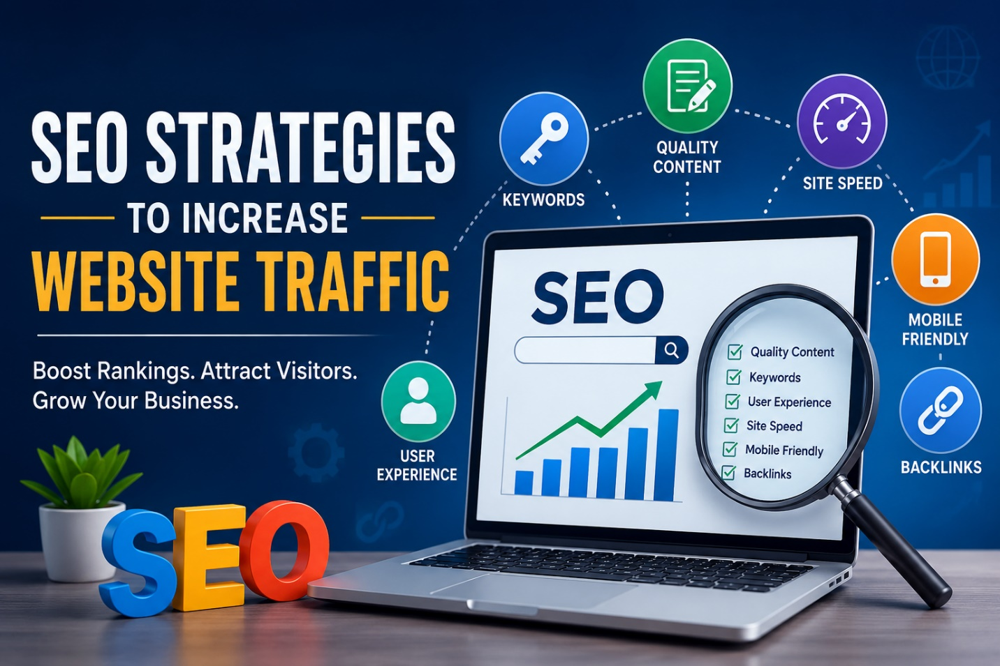 SEO STRATEGIES
TO INCREASE
WEBSITE TRAFFIC
Boost Rankings. Attract Visitors.
Grow Your Business.
KEYWORDS
QUALITY
CONTENT
SITE SPEED
MOBILE
FRIENDLY
BACKLINKS
USER
EXPERIENCE
SEO
Quality Content
Keywords
User Experience
Site Speed
Mobile Friendly
Backlinks
SEO